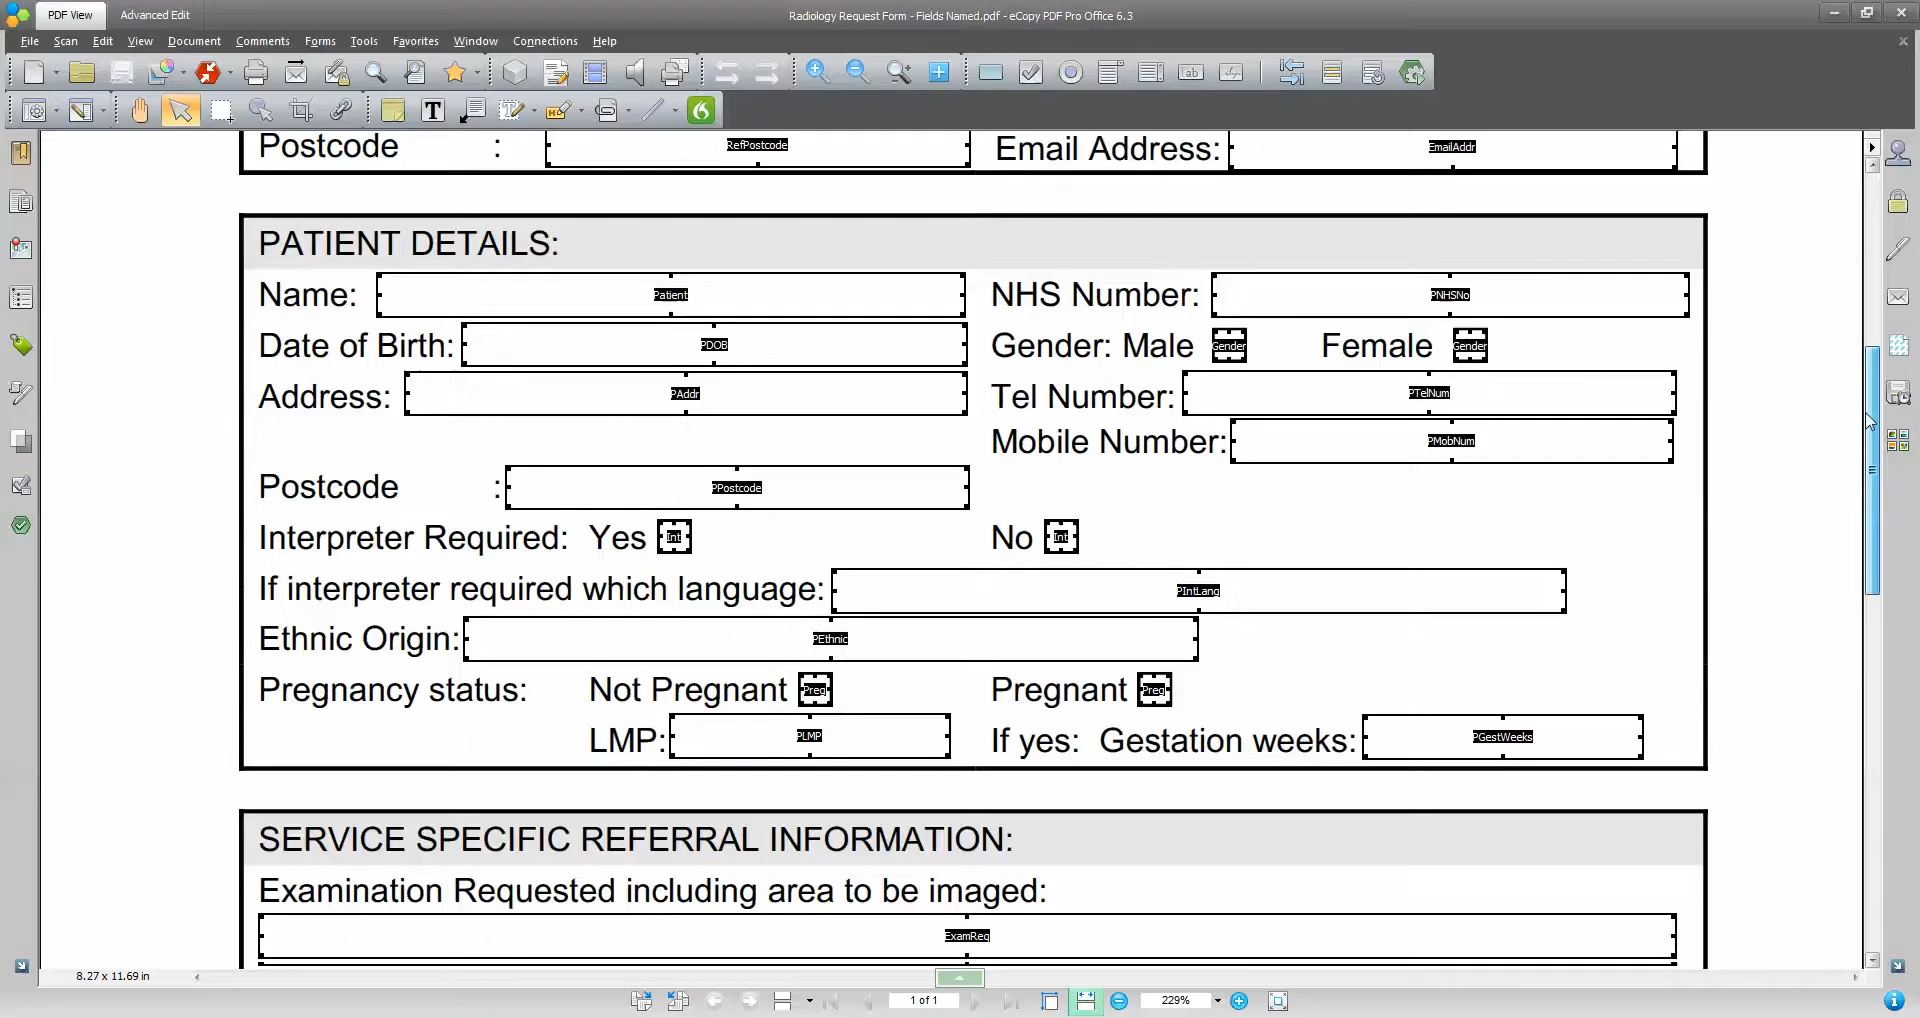 PDF View
Advanced Edit
Radiology Request Form - Fields Named.pdf - eCopy PDF Pro Office 6.3
File Scan Edit View Document Comments Forms Tools Favorites Window Connections Help
Postcode : RefPostcode Email Address: EmailAddr
PATIENT DETAILS:
Name: Patient NHS Number: PNHSNo
Date of Birth: PDOB Gender: Male Gender Female Gender
Address: PAddr Tel Number: PTelNum
Mobile Number: PMobNum
Postcode : PPostcode
Interpreter Required: Yes Int No Int
If interpreter required which language: PIntLang
Ethnic Origin: PEthnic
Pregnancy status: Not Pregnant Preg Pregnant Preg
LMP: PLMP If yes: Gestation weeks: PGestWeeks
SERVICE SPECIFIC REFERRAL INFORMATION:
Examination Requested including area to be imaged:
ExamReq
8.27 x 11.69 in
1 of 1
229%